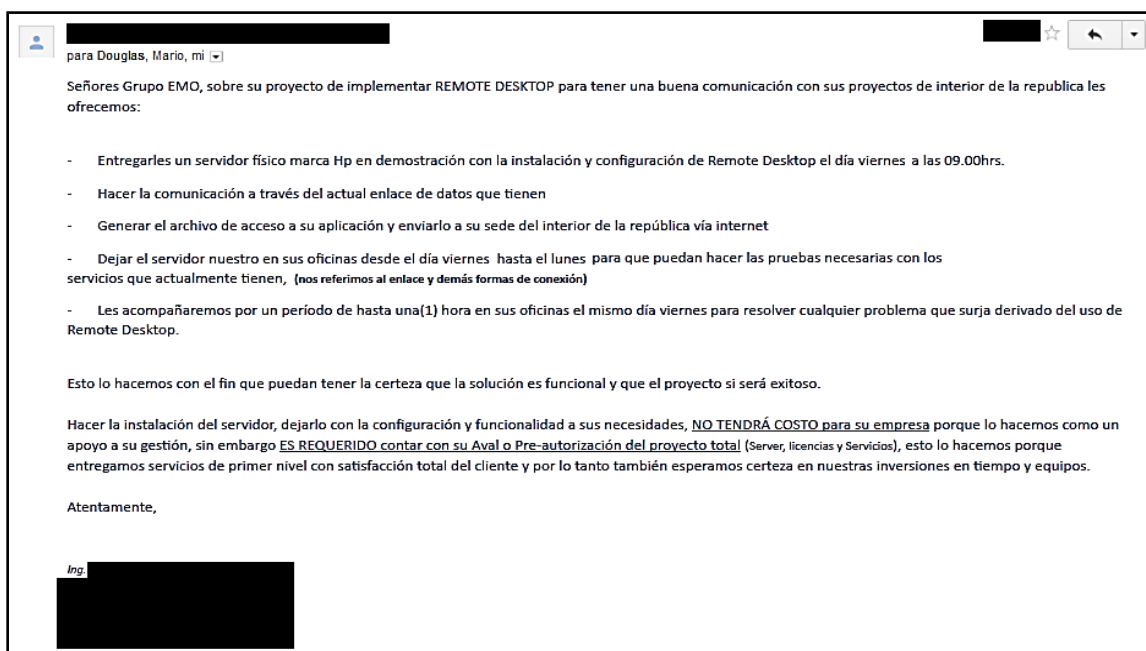 para Douglas, Mario, mí
Señores Grupo EMO, sobre su proyecto de implementar REMOTE DESKTOP para tener una buena comunicación con sus proyectos de interior de la republica les
ofrecemos:
- Entregarles un servidor físico marca Hp en demostración con la instalación y configuración de Remote Desktop el día viernes a las 09.00hrs.
- Hacer la comunicación a través del actual enlace de datos que tienen
- Generar el archivo de acceso a su aplicación y enviarlo a su sede del interior de la república vía internet
- Dejar el servidor nuestro en sus oficinas desde el día viernes hasta el lunes para que puedan hacer las pruebas necesarias con los
servicios que actualmente tienen, (nos referimos al enlace y demás formas de conexión)
- Les acompañaremos por un período de hasta una(1) hora en sus oficinas el mismo día viernes para resolver cualquier problema que surja derivado del uso de
Remote Desktop.
Esto lo hacemos con el fin que puedan tener la certeza que la solución es funcional y que el proyecto si será exitoso.
Hacer la instalación del servidor, dejarlo con la configuración y funcionalidad a sus necesidades, NO TENDRÁ COSTO para su empresa porque lo hacemos como un
apoyo a su gestión, sin embargo ES REQUERIDO contar con su Aval o Pre-autorización del proyecto total (Server, licencias y Servicios), esto lo hacemos porque
entregamos servicios de primer nivel con satisfacción total del cliente y por lo tanto también esperamos certeza en nuestras inversiones en tiempo y equipos.
Atentamente,
Ing.